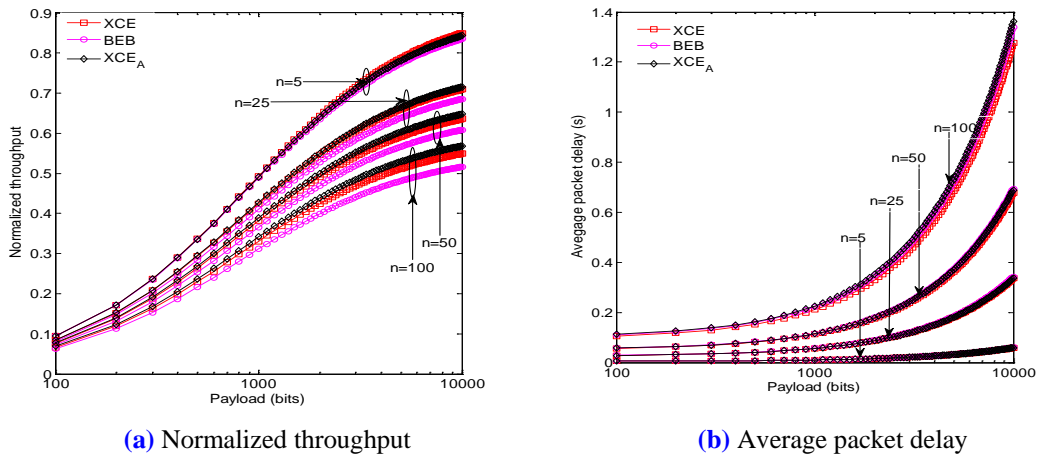 XCE
BEB
XCE_A
n=5
n=25
n=50
n=100
Normalized throughput
0.9
0.8
0.7
0.6
0.5
0.4
0.3
0.2
0.1
0
100
1000
10000
Payload (bits)
(a) Normalized throughput
XCE
BEB
XCE_A
n=100
n=50
n=25
n=5
Avegage packet delay (s)
1.4
1.2
1
0.8
0.6
0.4
0.2
0
100
1000
10000
Payload (bits)
(b) Average packet delay